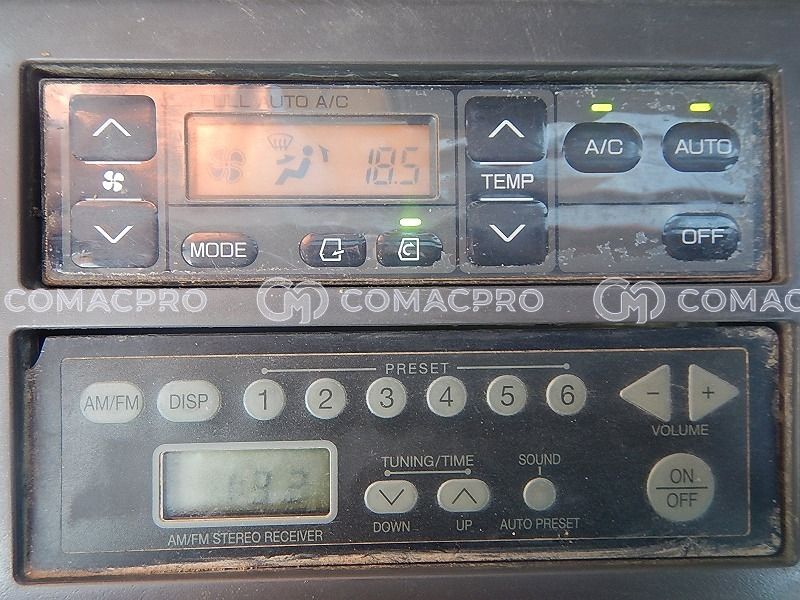 FULL AUTO A/C
18.5
TEMP
A/C
AUTO
MODE
OFF
COMACPRO
COMACPRO
COMAC
PRESET
AM/FM
DISP
1
2
3
4
5
6
VOLUME
TUNING/TIME
SOUND
ON
OFF
DOWN
UP
AUTO PRESET
AM/FM STEREO RECEIVER